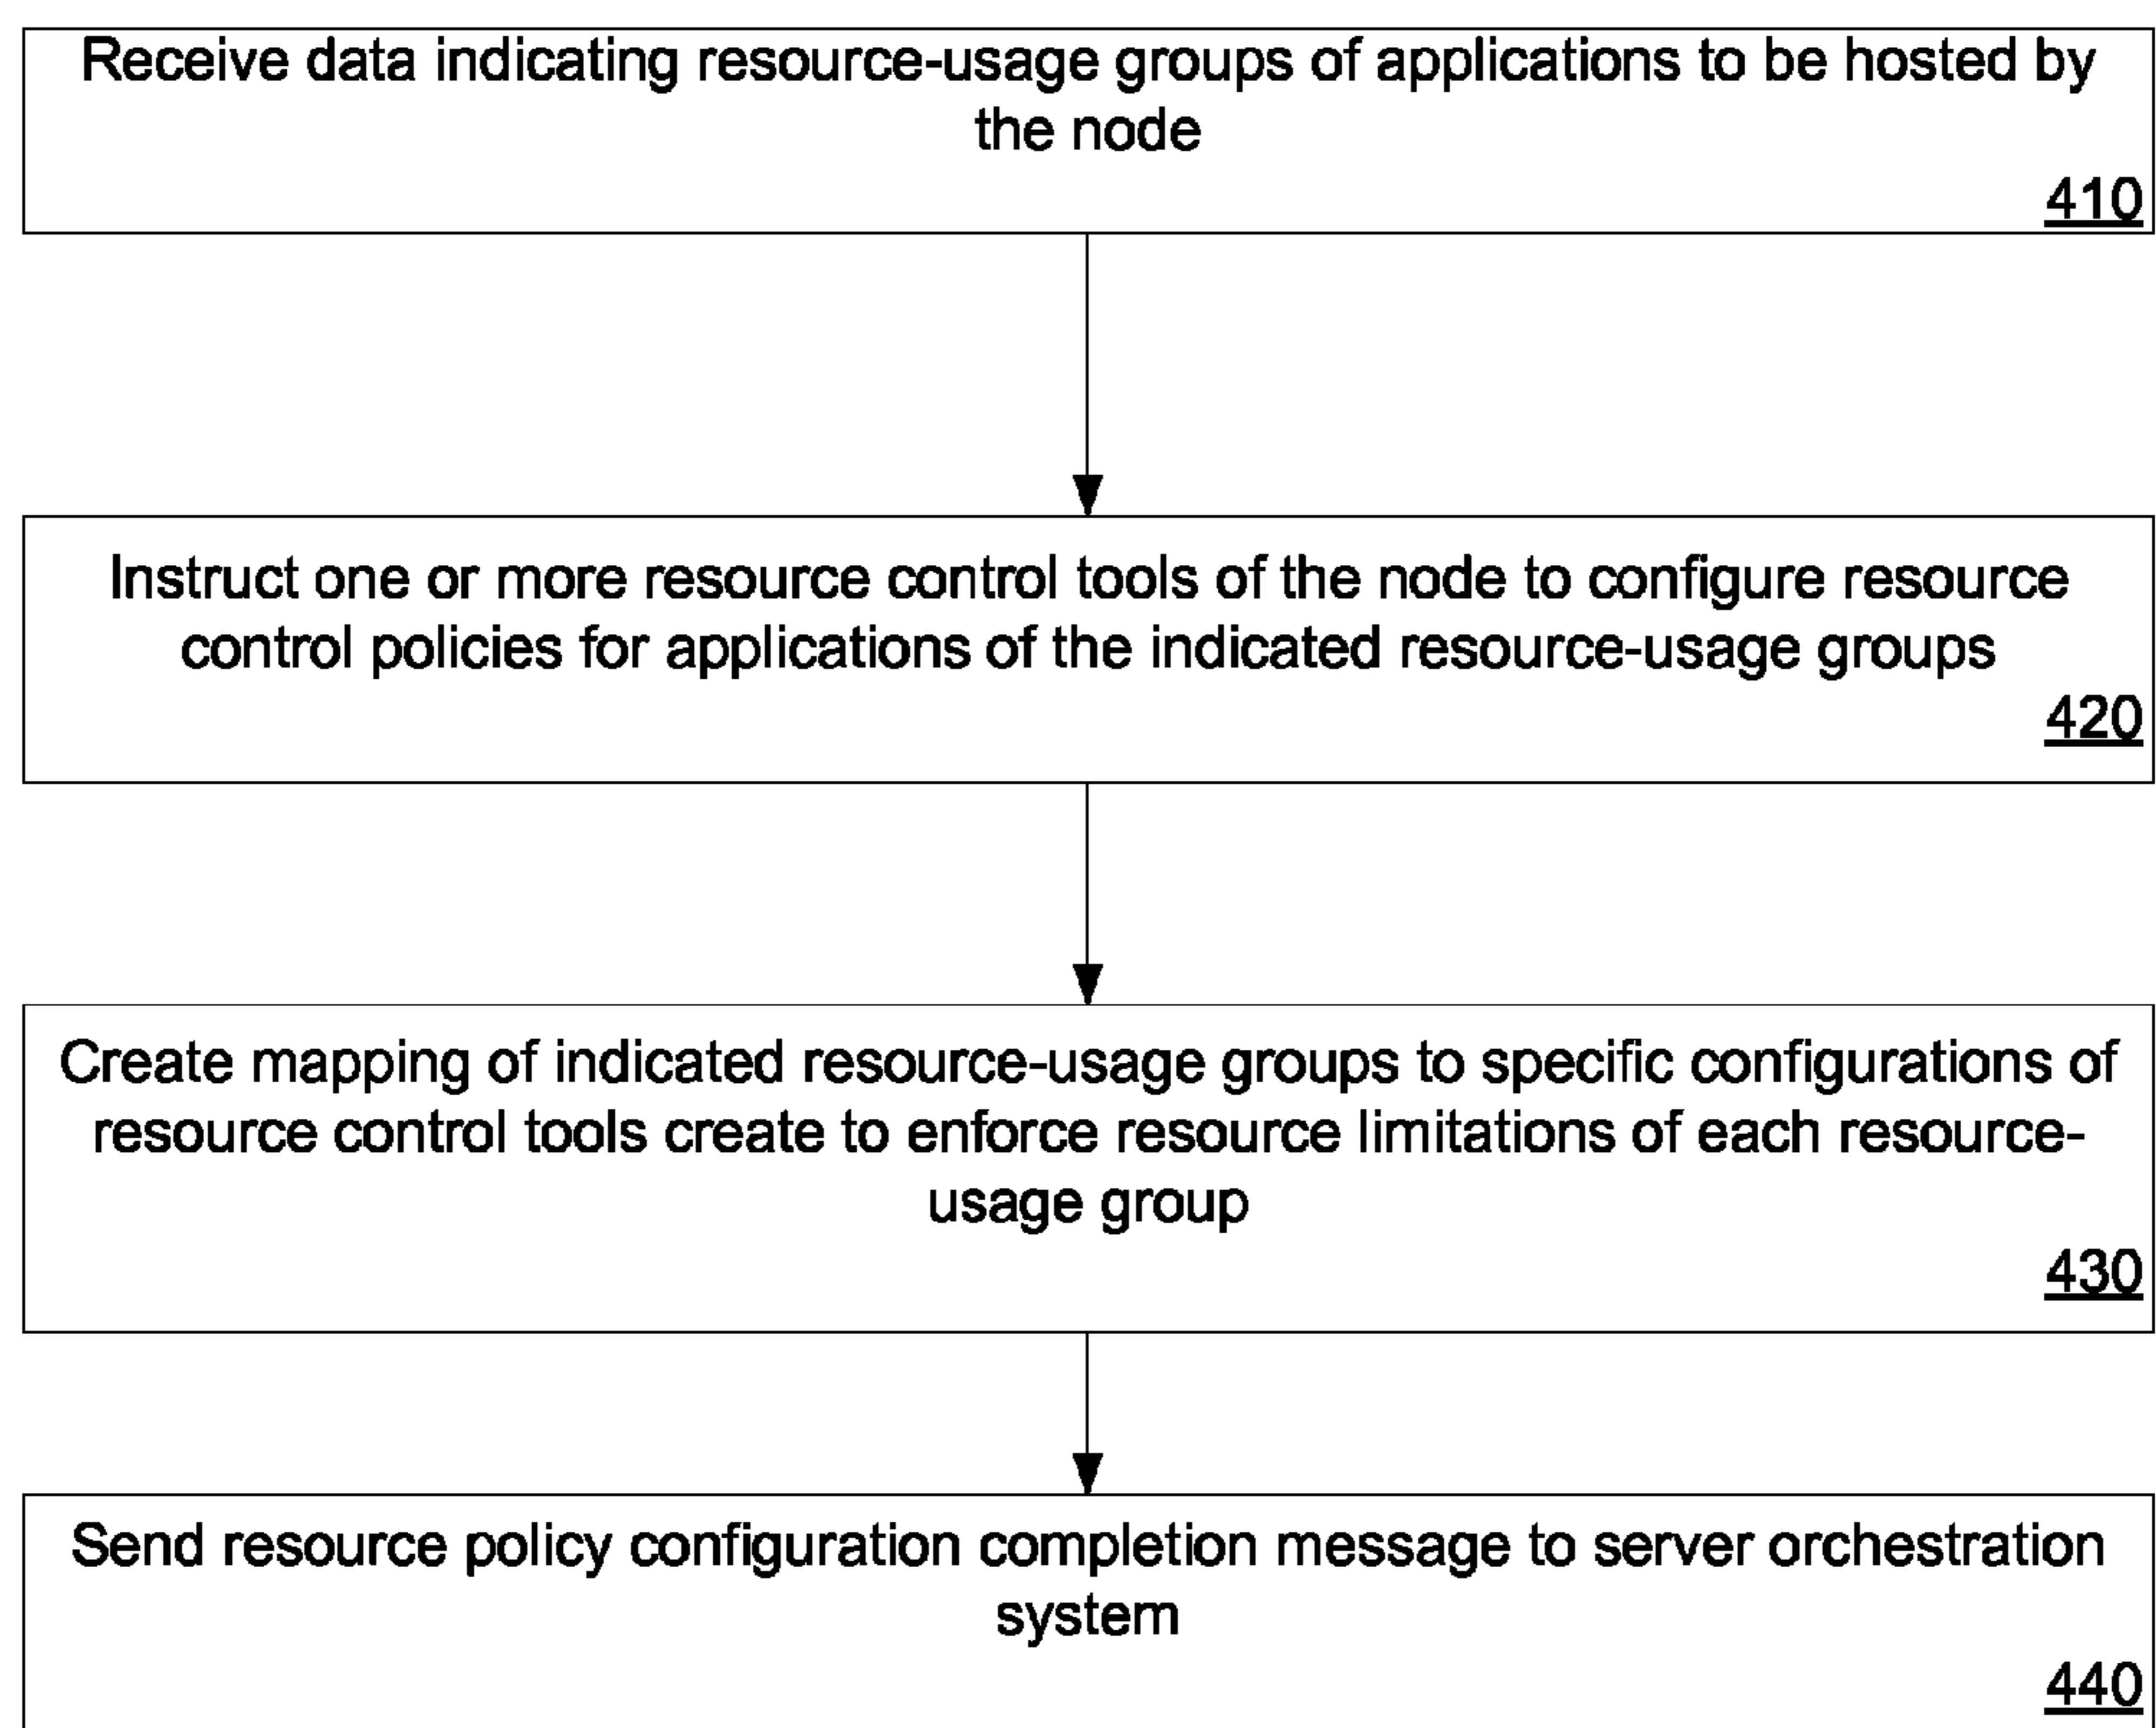 Receive data indicating resource-usage groups of applications to be hosted by
the node
410
Instruct one or more resource control tools of the node to configure resource
control policies for applications of the indicated resource-usage groups
420
Create mapping of indicated resource-usage groups to specific configurations of
resource control tools create to enforce resource limitations of each resource-
usage group
430
Send resource policy configuration completion message to server orchestration
system
440